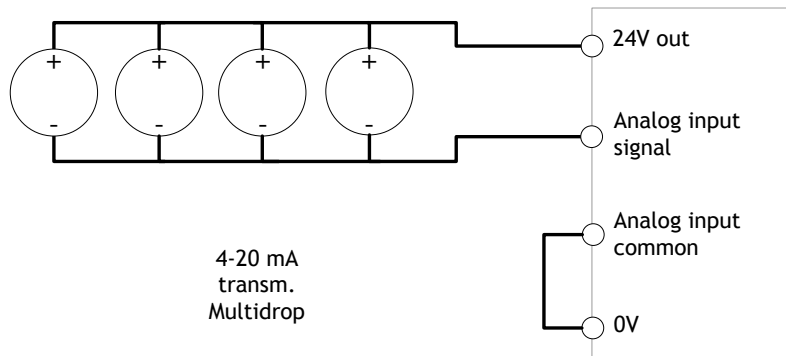 24V out
+ + + +
- - - -
Analog input
signal
Analog input
common
4-20 mA
transm.
Multidrop
0V